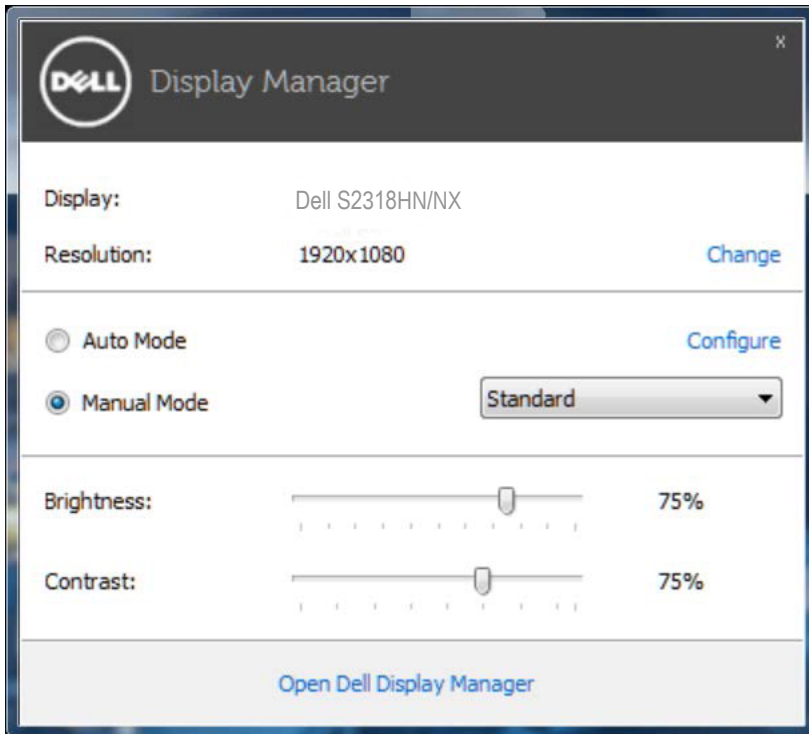 x
DELL Display Manager
Display: Dell S2318HN/NX
Resolution: 1920x1080 Change
Auto Mode Configure
Manual Mode Standard
Brightness: 75%
Contrast: 75%
Open Dell Display Manager